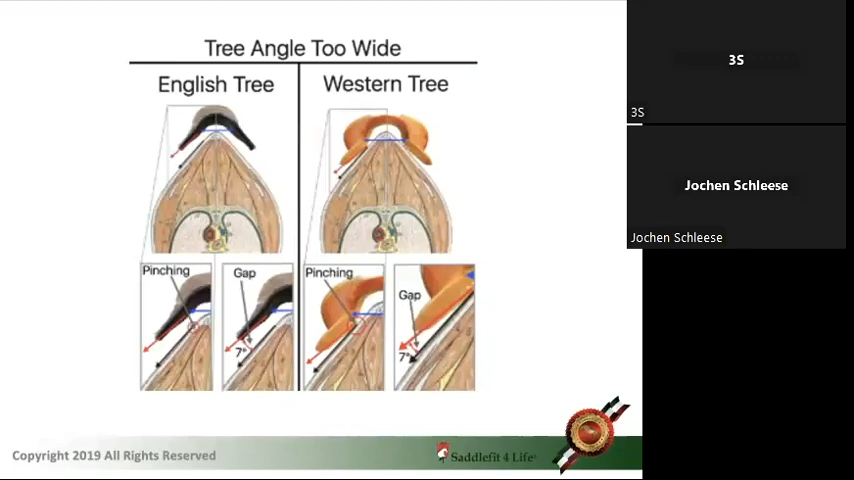 Tree Angle Too Wide
English Tree
Western Tree
Pinching
Gap
7°
Pinching
Gap
7°
Copyright 2019 All Rights Reserved
Saddlefit 4 Life
3S
3S
Jochen Schleese
Jochen Schleese